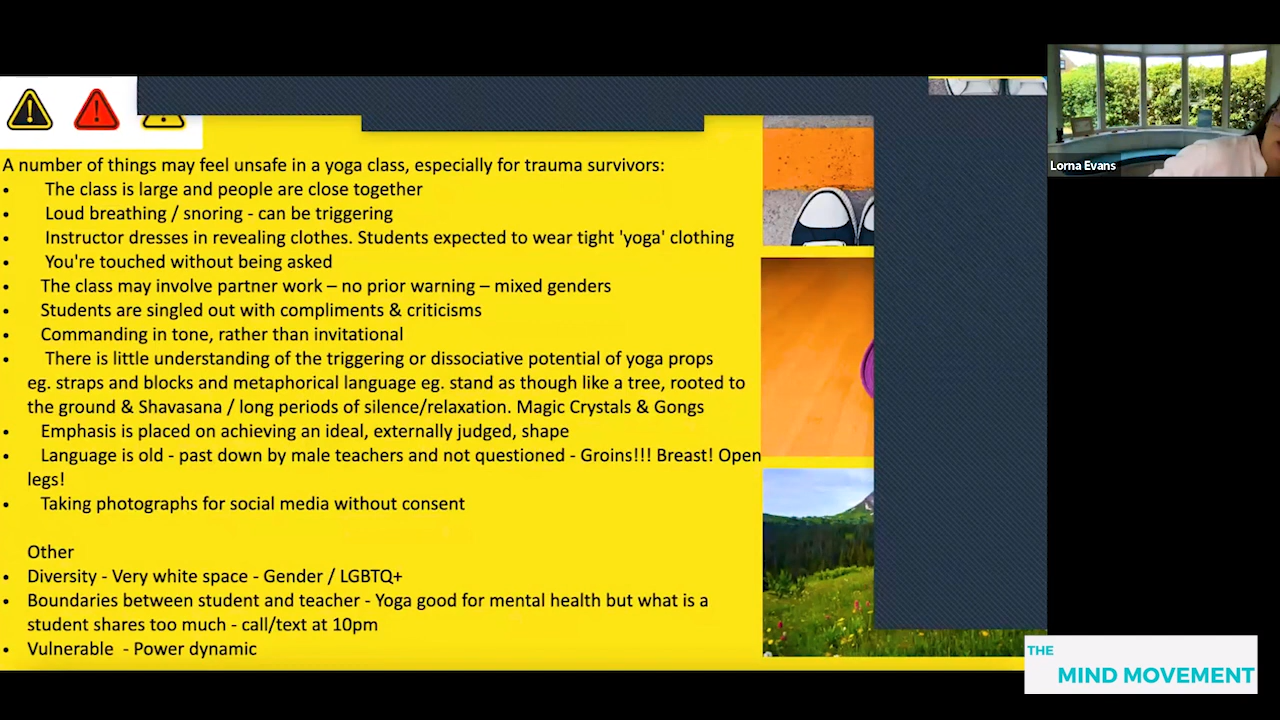 A number of things may feel unsafe in a yoga class, especially for trauma survivors:
• The class is large and people are close together
• Loud breathing / snoring - can be triggering
• Instructor dresses in revealing clothes. Students expected to wear tight 'yoga' clothing
• You're touched without being asked
• The class may involve partner work – no prior warning – mixed genders
• Students are singled out with compliments & criticisms
• Commanding in tone, rather than invitational
• There is little understanding of the triggering or dissociative potential of yoga props
eg. straps and blocks and metaphorical language eg. stand as though like a tree, rooted to
the ground & Shavasana / long periods of silence/relaxation. Magic Crystals & Gongs
• Emphasis is placed on achieving an ideal, externally judged, shape
• Language is old - past down by male teachers and not questioned - Groins!!! Breast! Open
legs!
• Taking photographs for social media without consent
Other
• Diversity - Very white space - Gender / LGBTQ+
• Boundaries between student and teacher - Yoga good for mental health but what is a
student shares too much - call/text at 10pm
• Vulnerable - Power dynamic
Lorna Evans
THE
MIND MOVEMENT